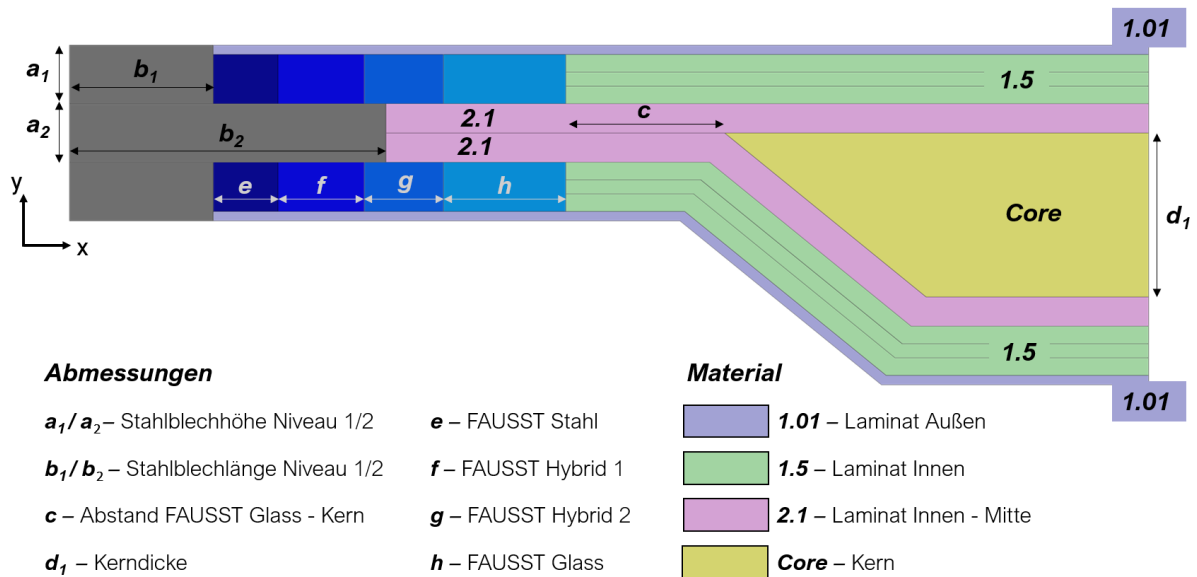 1.01
a1
b1
1.5
a2
2.1
c
b2
2.1
y
e
f
g
h
Core
d1
x
1.5
1.01
Abmessungen
Material
a1 / a2 – Stahlblechhöhe Niveau 1/2
e – FAUSST Stahl
1.01 – Laminat Außen
b1 / b2 – Stahlblechlänge Niveau 1/2
f – FAUSST Hybrid 1
1.5 – Laminat Innen
c – Abstand FAUSST Glass - Kern
g – FAUSST Hybrid 2
2.1 – Laminat Innen - Mitte
d1 – Kerndicke
h – FAUSST Glass
Core – Kern